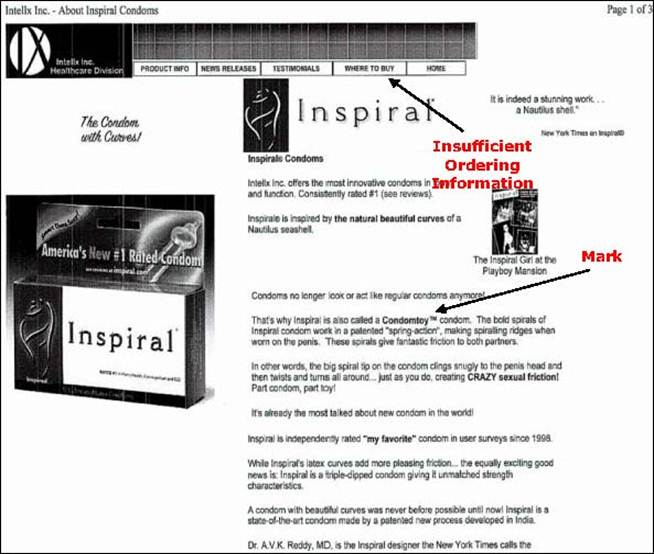 Intellx Inc. - About Inspiral Condoms
Page 1 of 3
Intellx Inc.
Healthcare Division
PRODUCT INFO
NEWS RELEASES
TESTIMONIALS
WHERE TO BUY
HOME
The Condom
with Curves!
Inspiral
It is indeed a stunning work. . .
a Nautilus shell."
New York Times on Inspiral®
Insufficient
Ordering
Information
Inspirals Condoms
Intellx Inc. offers the most innovative condoms in
and function. Consistently rated #1 (see reviews).
Inspirals is inspired by the natural beautiful curves of a
Nautilus seashell.
The Inspiral Girl at the
Playboy Mansion
Mark
America's New #1 Rated Condom
Inspiral
Condoms no longer look or act like regular condoms anymore!
That's why Inspiral is also called a Condomtoy™ condom. The bold spirals of
Inspiral condom work in a patented "spring-action", making spiralling ridges when
worn on the penis. These spirals give fantastic friction to both partners.
In other words, the big spiral tip on the condom clings snugly to the penis head and
then twists and turns all around... just as you do, creating CRAZY sexual friction!
Part condom, part toy!
It's already the most talked about new condom in the world!
Inspiral is independently rated "my favorite" condom in user surveys since 1998.
While Inspiral's latex curves add more pleasing friction... the equally exciting good
news is: Inspiral is a triple-dipped condom giving it unmatched strength
characteristics.
A condom with beautiful curves was never before possible until now! Inspiral is a
state-of-the-art condom made by a patented new process developed in India.
Dr. A.V.K. Reddy, MD, is the Inspiral designer the New York Times calls the